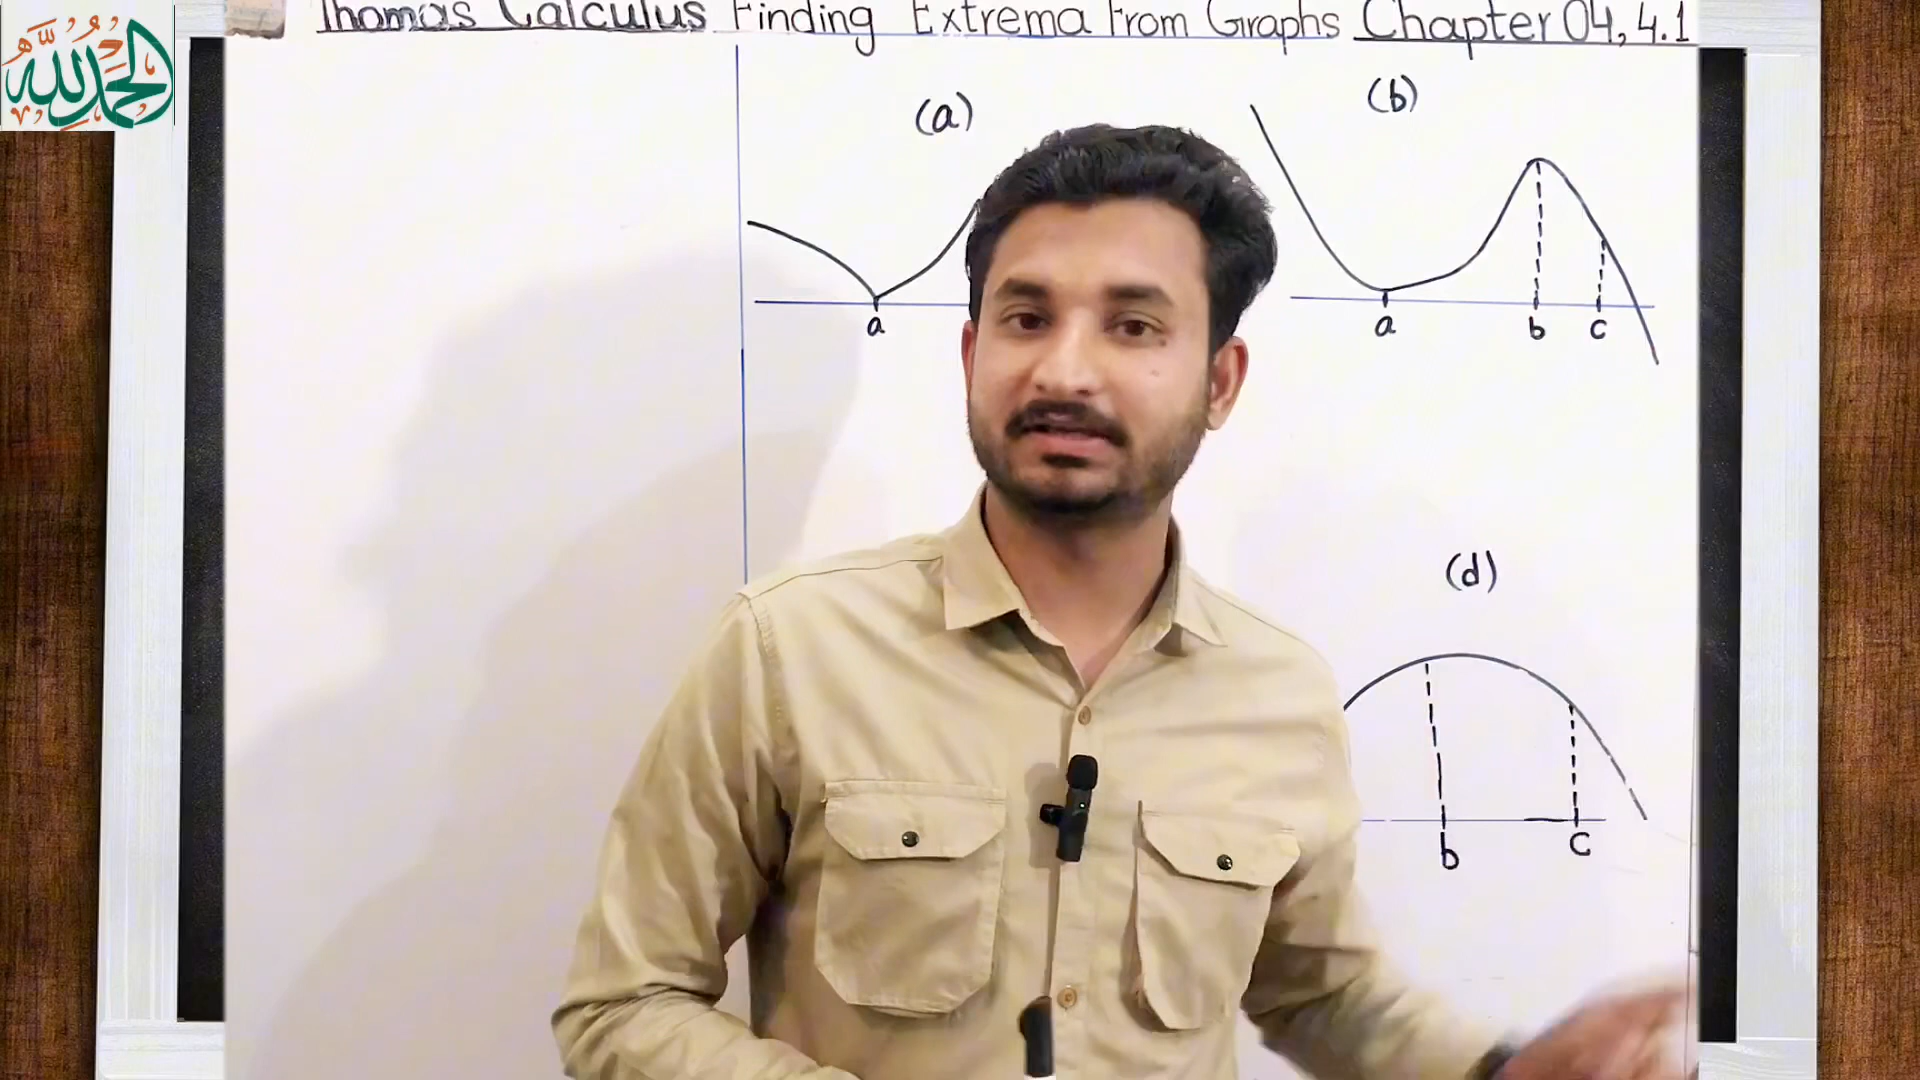 الحمد لله
Thomas Calculus Finding Extrema From Graphs Chapter 04, 4.1
(a)
(b)
a
a b c
(d)
b c